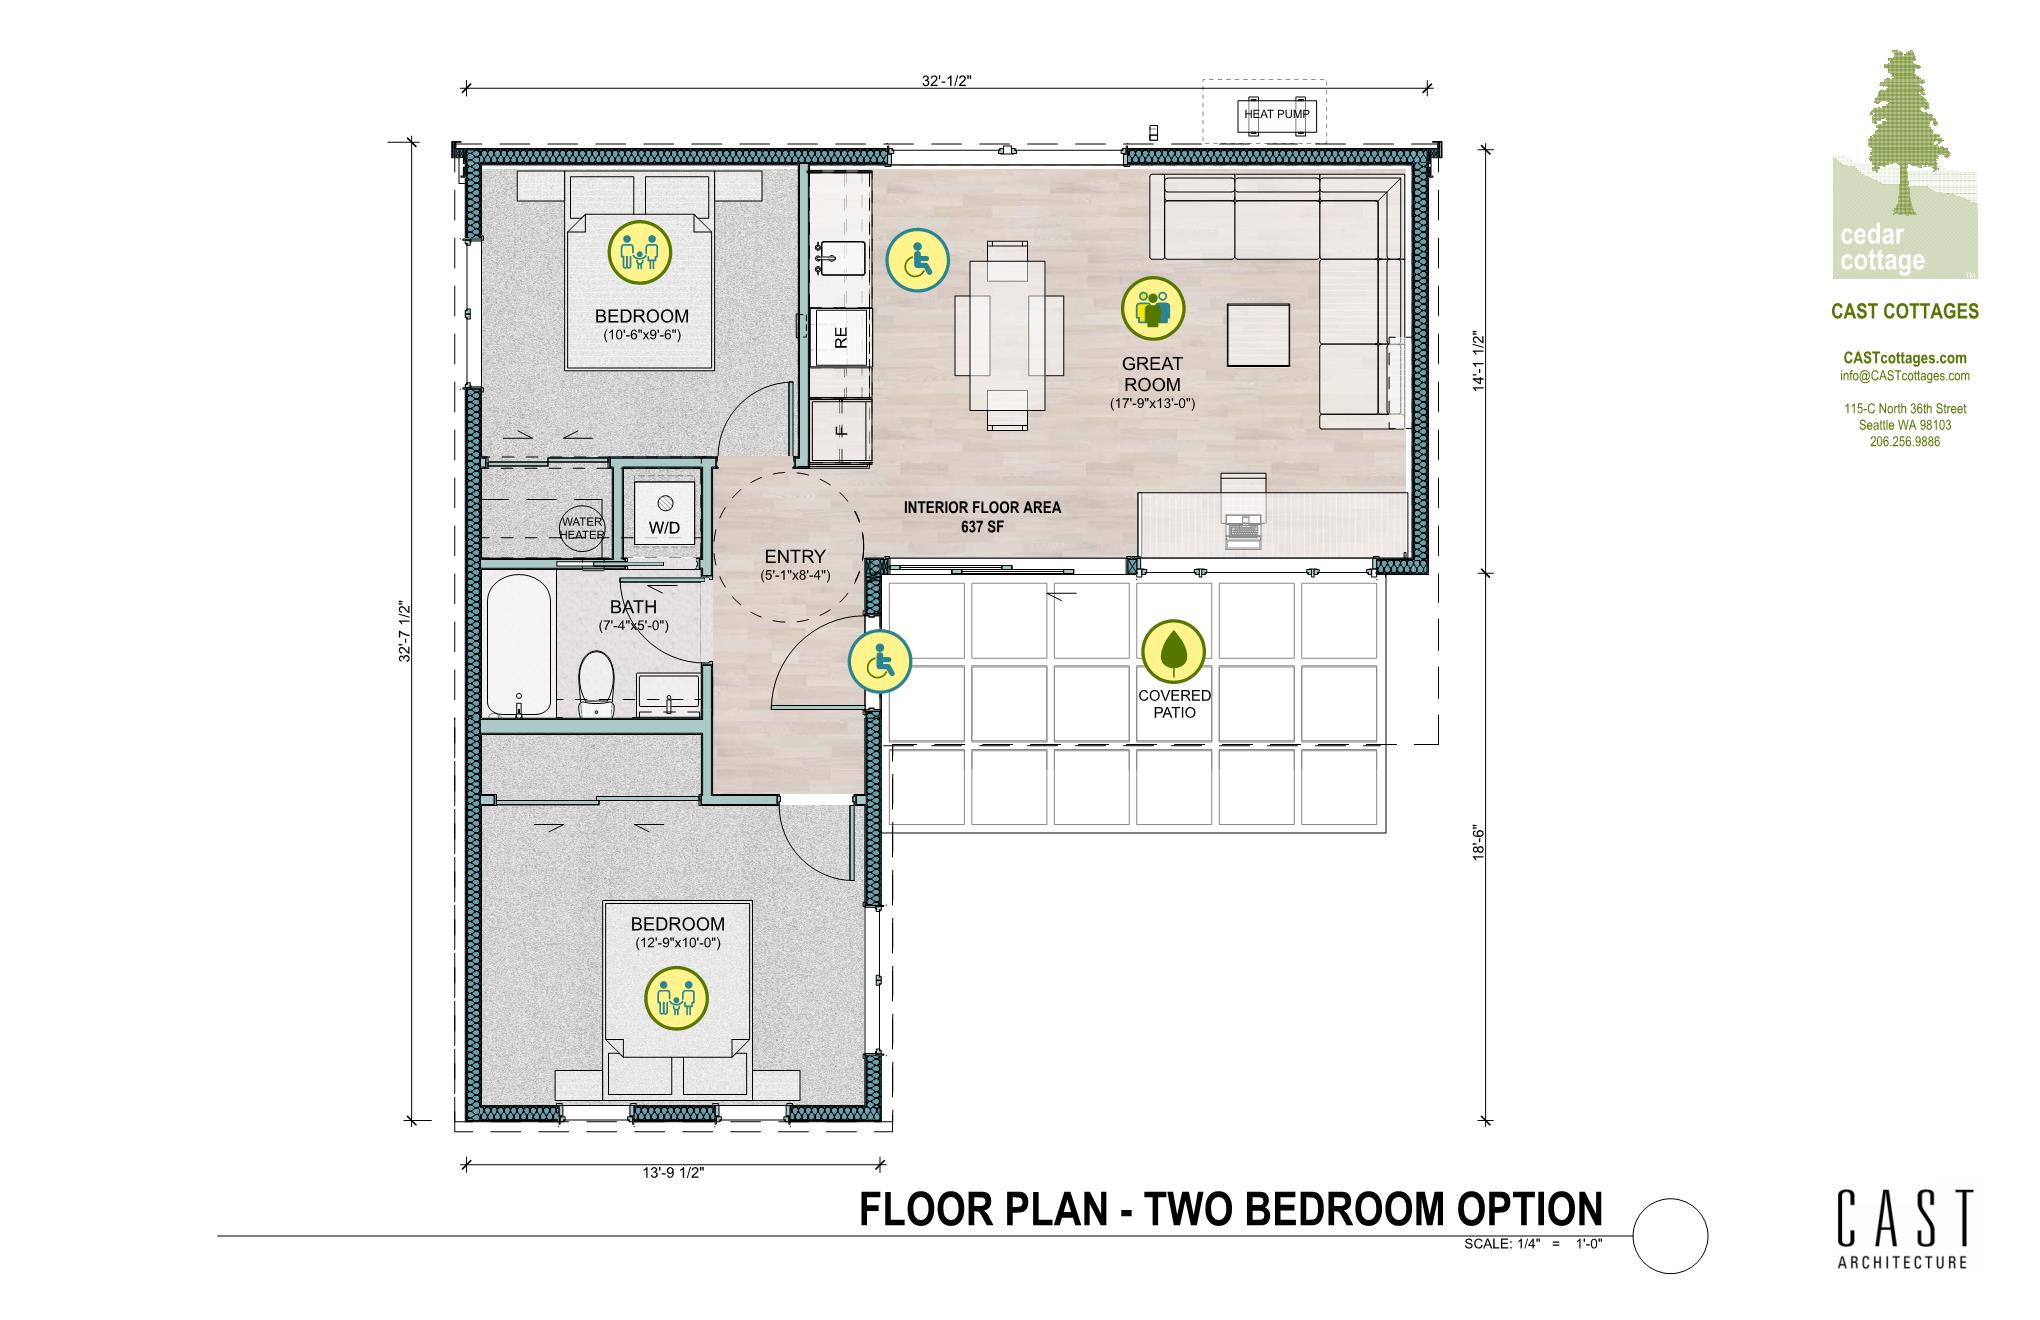 32'-1/2"
HEAT PUMP
cedar
cottage
TM
CAST COTTAGES
CASTcottages.com
info@CASTcottages.com
115-C North 36th Street
Seattle WA 98103
206.256.9886
BEDROOM
(10'-6"x9'-6")
RE
F
GREAT
ROOM
(17'-9"x13'-0")
14'-1 1/2"
INTERIOR FLOOR AREA
637 SF
WATER
HEATER
W/D
ENTRY
(5'-1"x8'-4")
BATH
(7'-4"x5'-0")
32'-7 1/2"
COVERED
PATIO
18'-6"
BEDROOM
(12'-9"x10'-0")
13'-9 1/2"
FLOOR PLAN - TWO BEDROOM OPTION
SCALE: 1/4" = 1'-0"
CAST
ARCHITECTURE